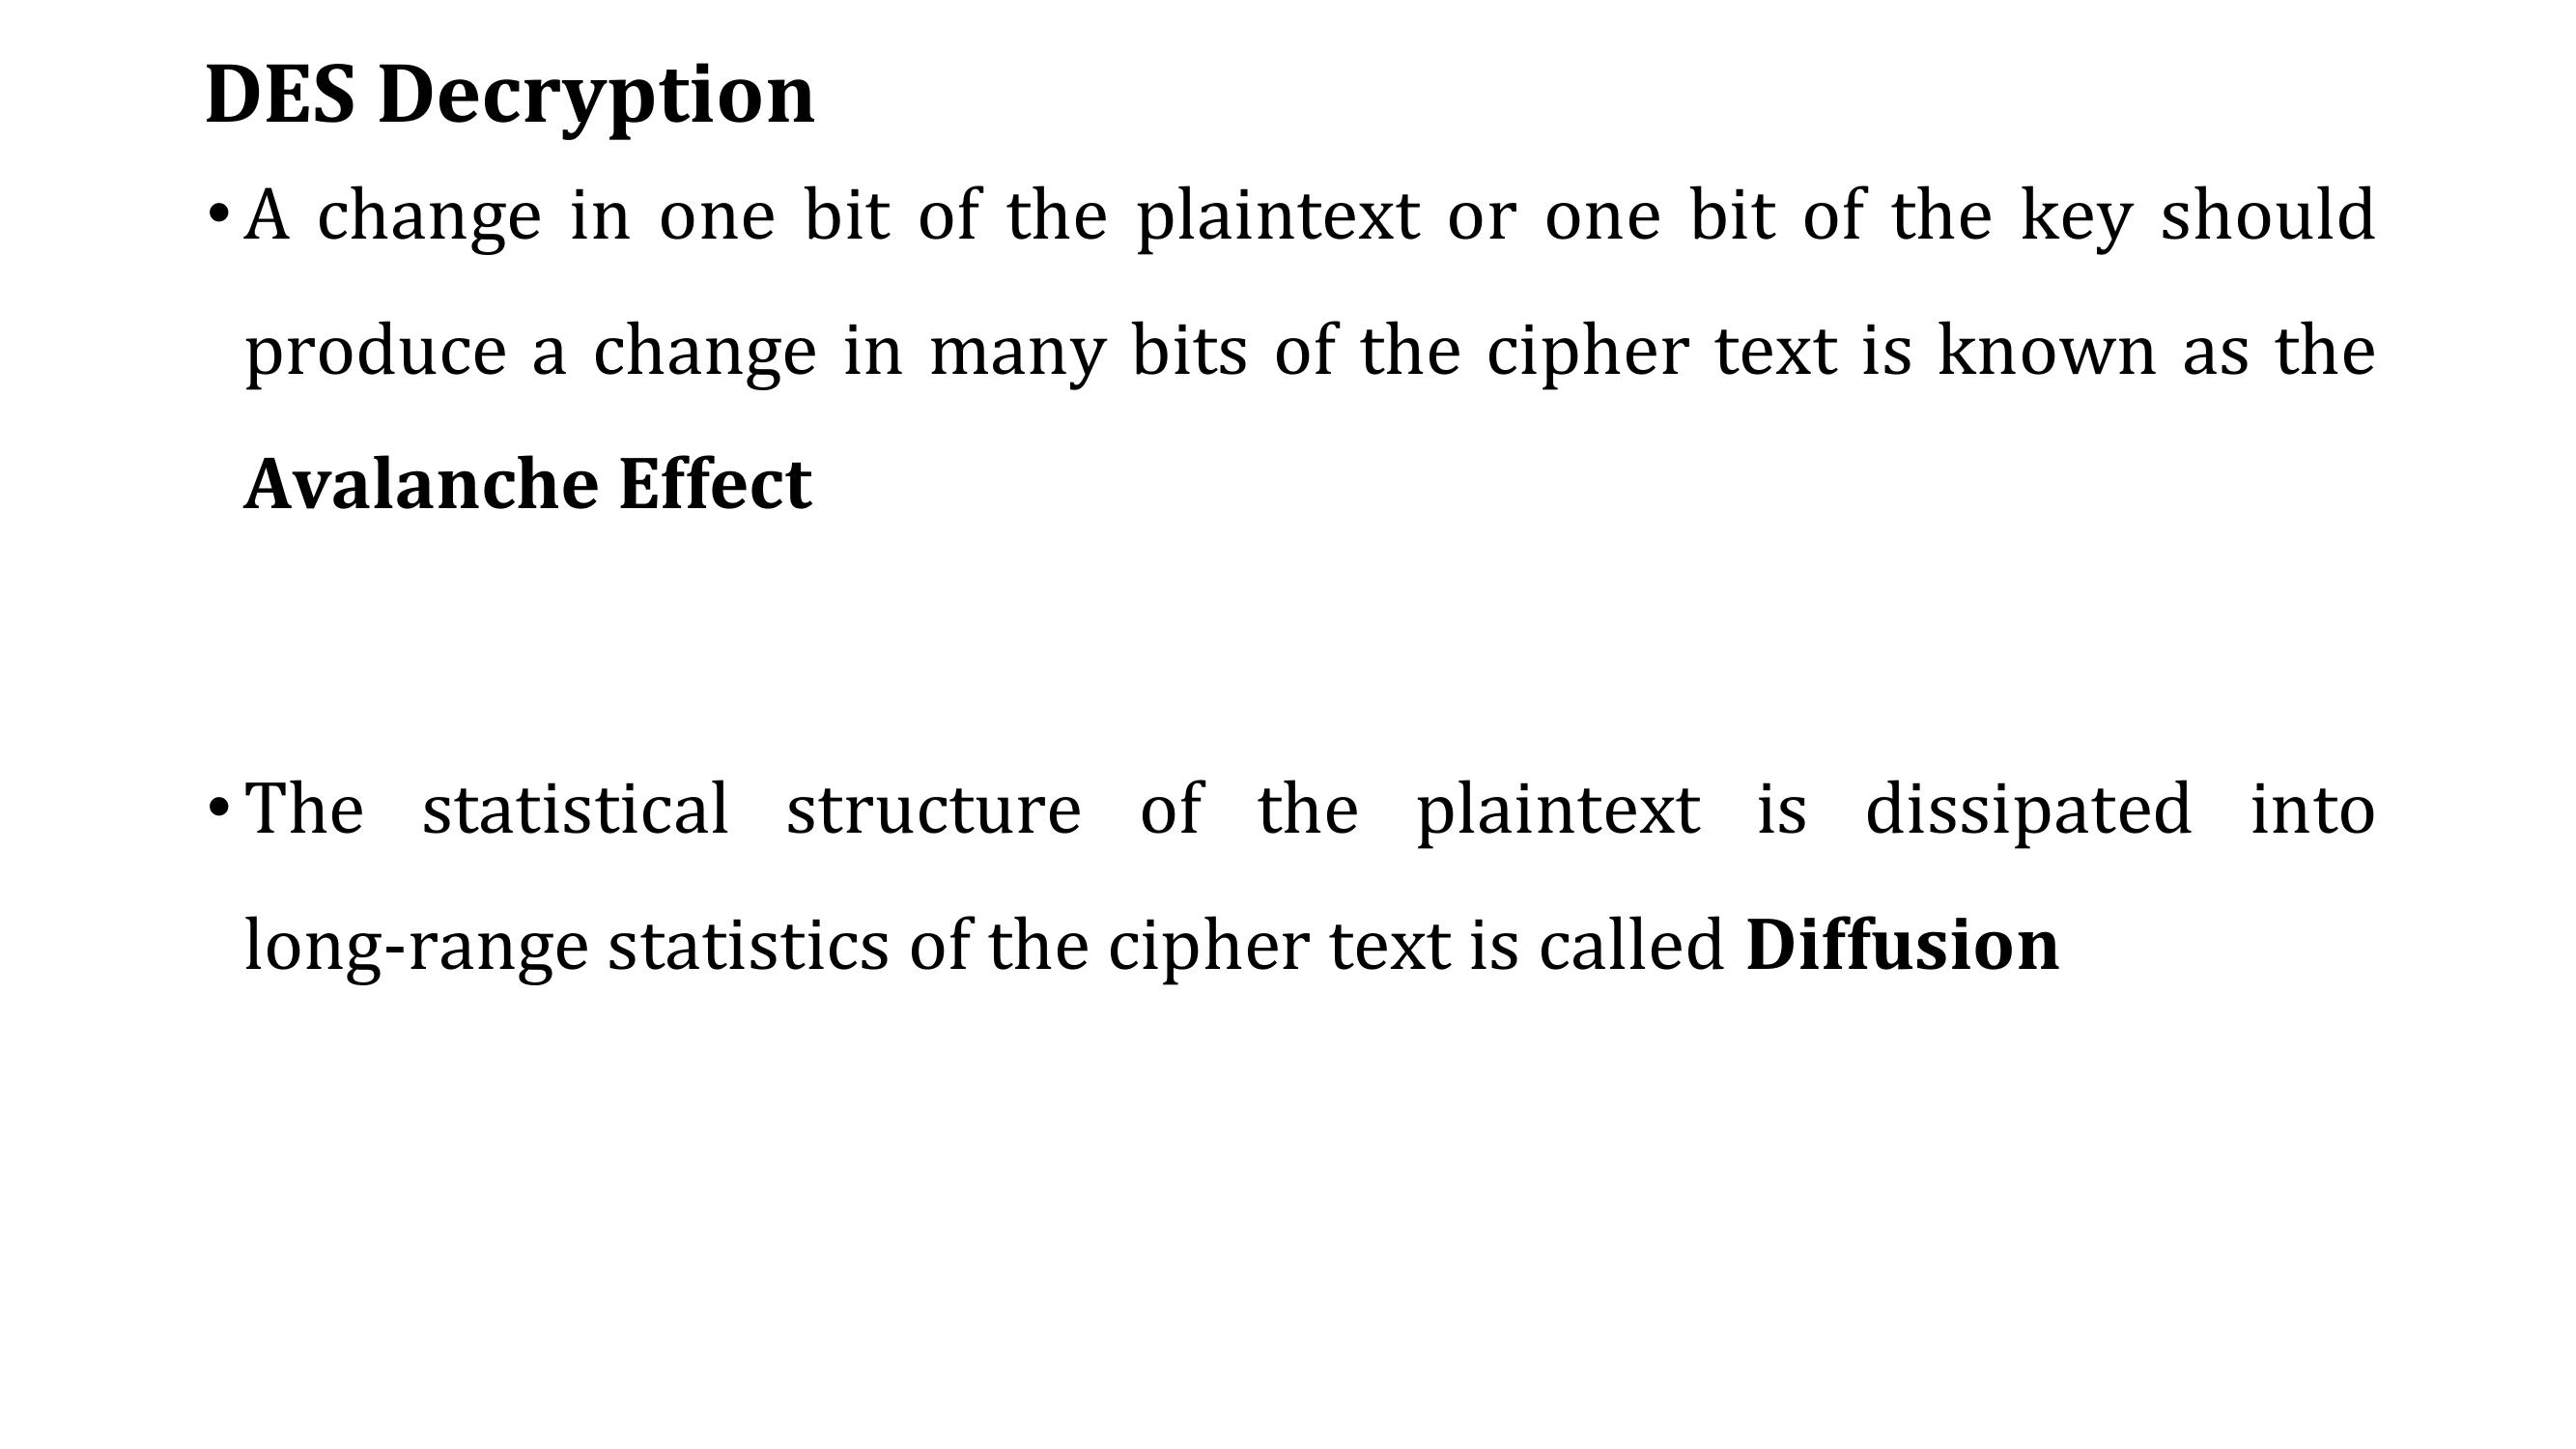 DES Decryption
• A change in one bit of the plaintext or one bit of the key should
produce a change in many bits of the cipher text is known as the
Avalanche Effect
• The statistical structure of the plaintext is dissipated into
long-range statistics of the cipher text is called Diffusion